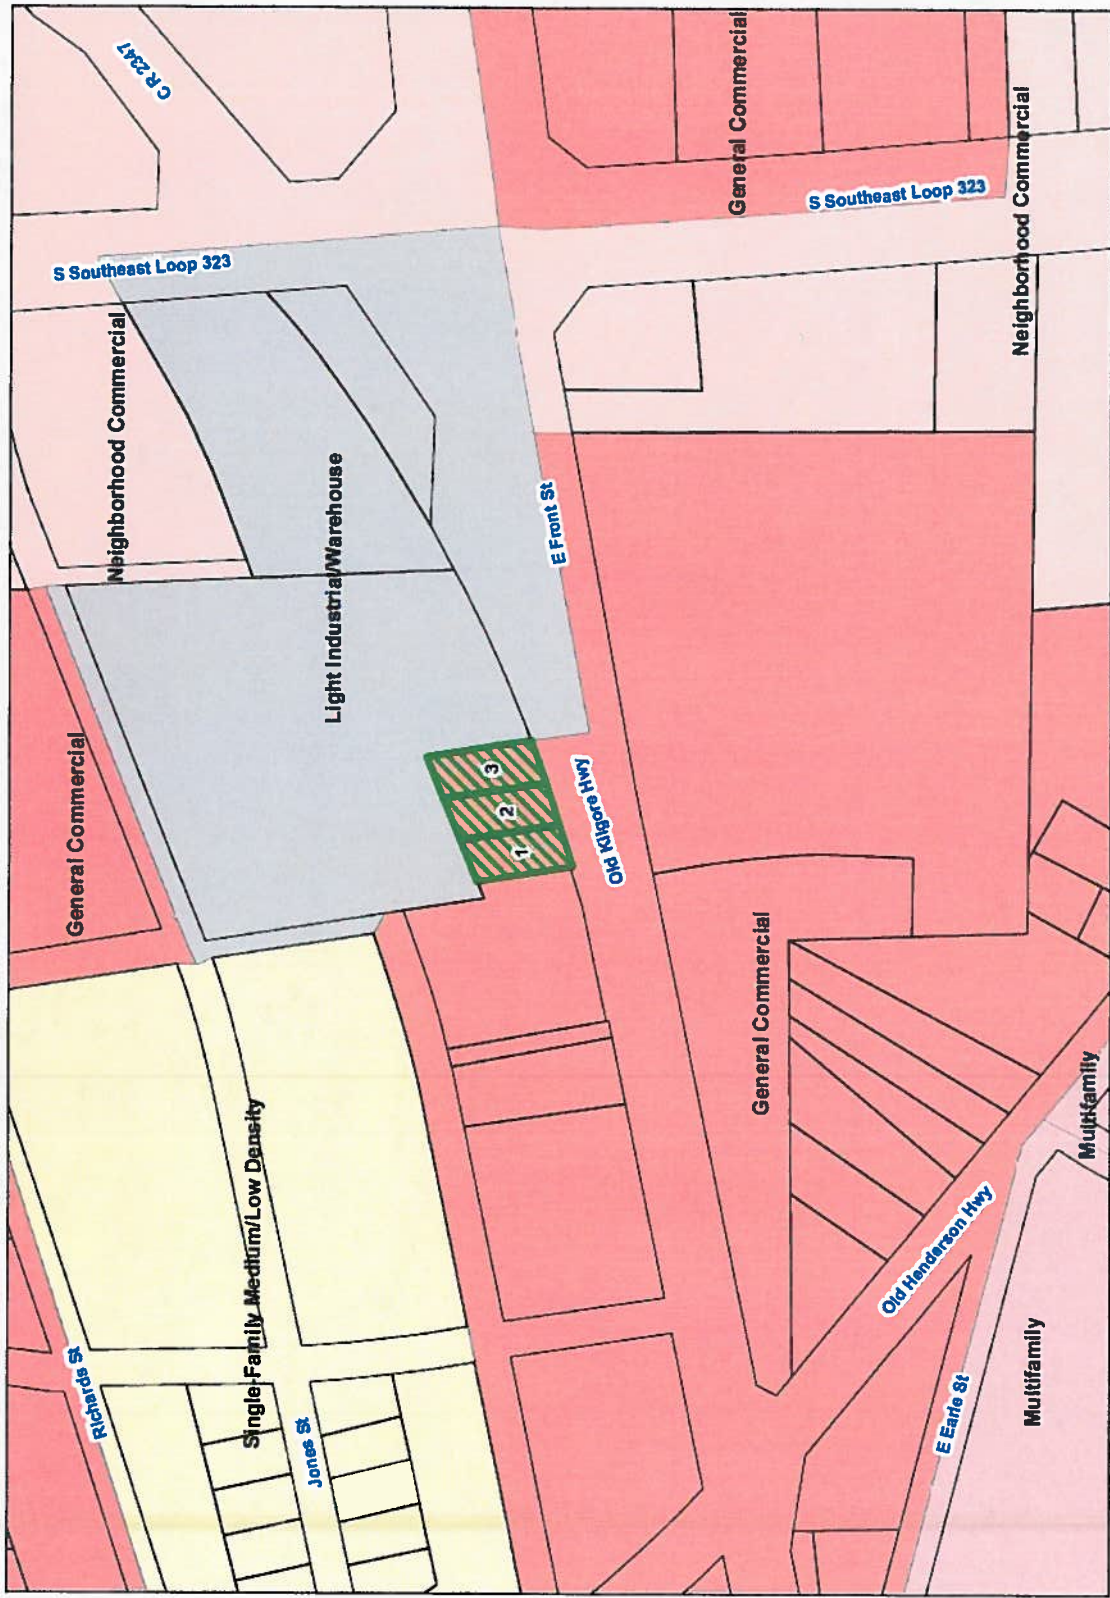 C R 2347
S Southeast Loop 323
General Commercial
S Southeast Loop 323
Neighborhood Commercial
Neighborhood Commercial
Light Industrial/Warehouse
E Front St
General Commercial
3
2
1
Old Kilgore Hwy
General Commercial
Single-Family Medium/Low Density
Multifamily
Old Henderson Hwy
Richards St
Jones St
E Earle St
Multifamily